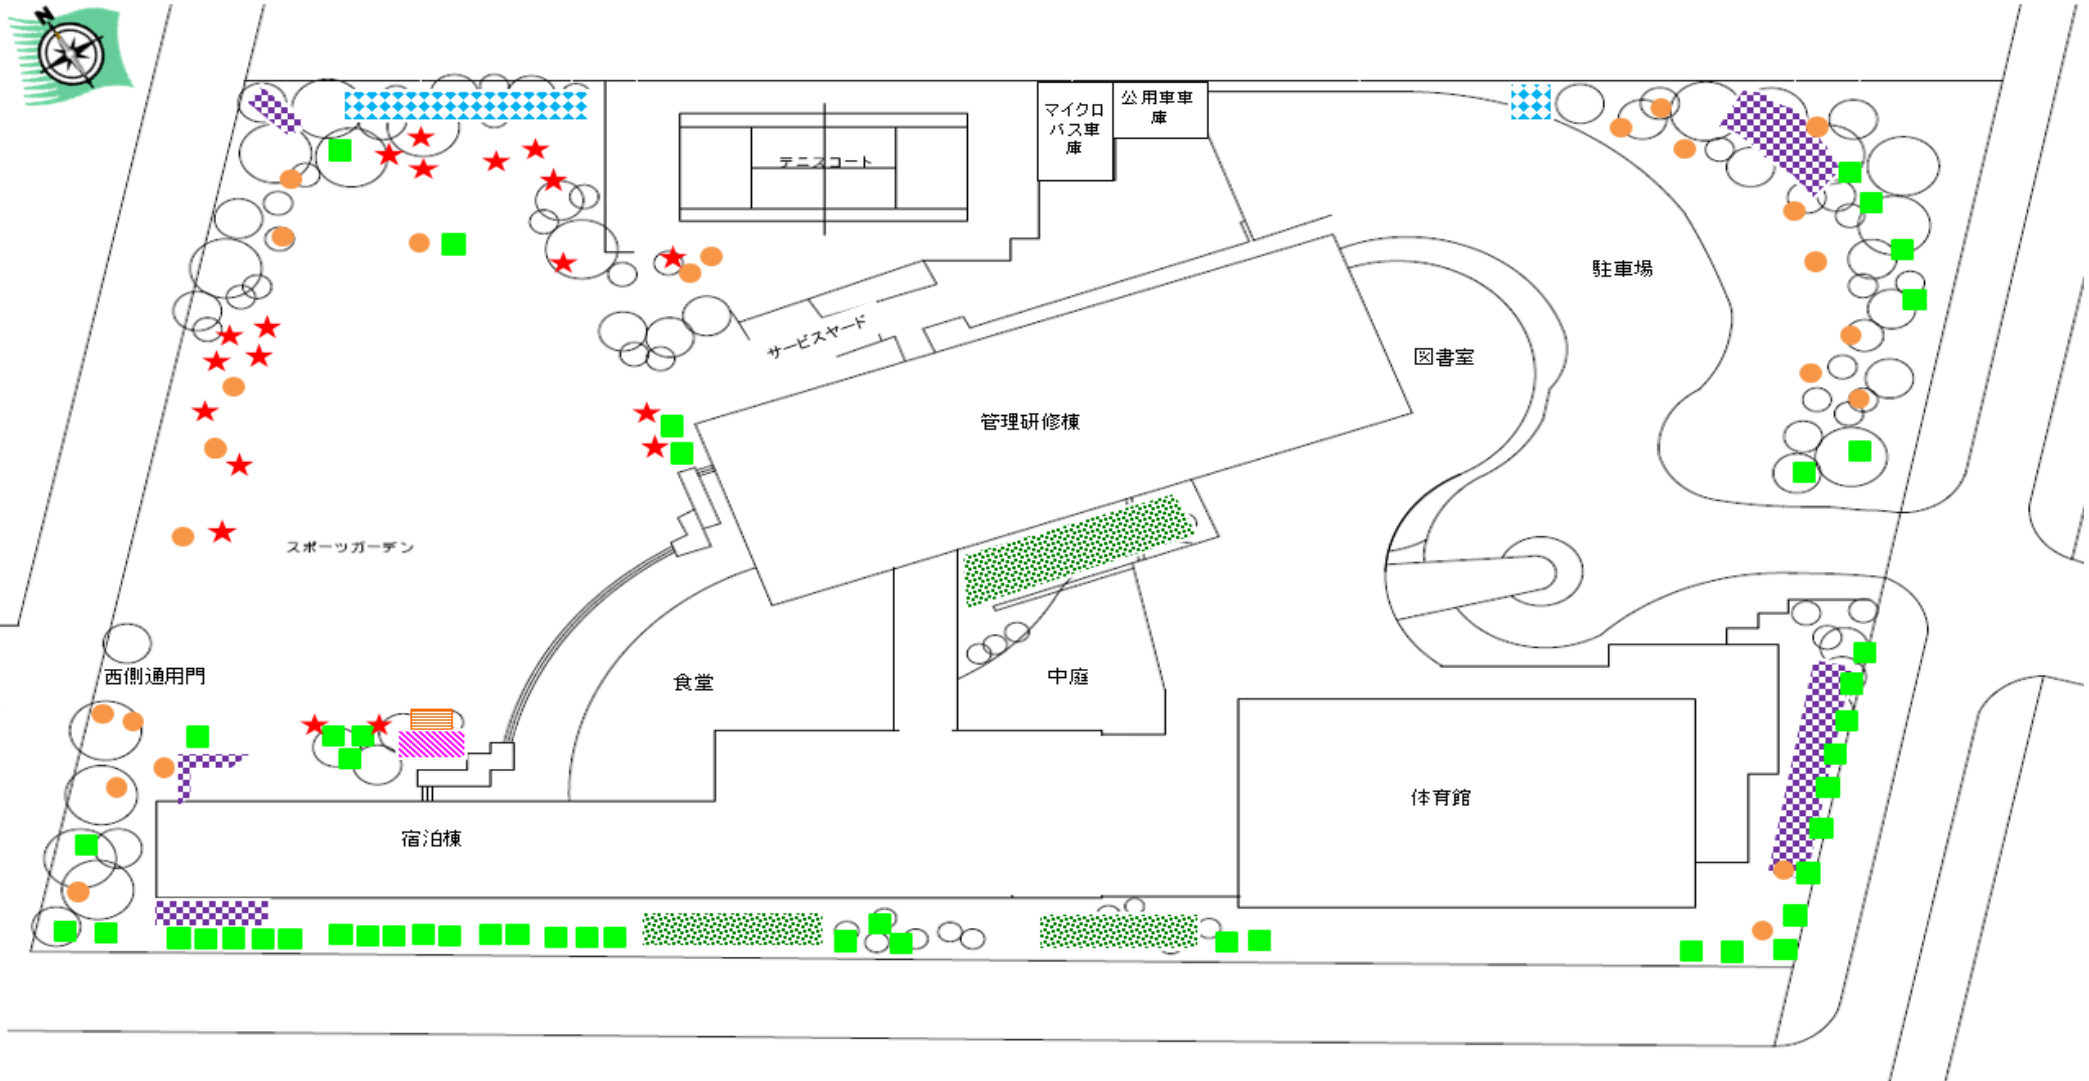 N
マイクロ
バス車
庫
公用車車
庫
テニスコート
駐車場
サービスヤード
図書室
管理研修棟
スポーツガーデン
西側通用門
食堂
中庭
体育館
宿泊棟